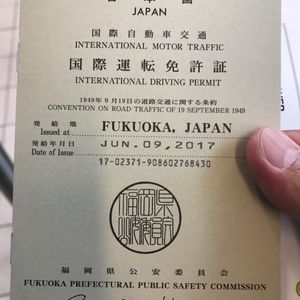 日本国
JAPAN
国際自動車交通
INTERNATIONAL MOTOR TRAFFIC
国際運転免許証
INTERNATIONAL DRIVING PERMIT
1949年9月19日の道路交通に関する条約
CONVENTION ON ROAD TRAFFIC OF 19 SEPTEMBER 1949
発給地
Issued at FUKUOKA, JAPAN
発給年月日
Date of Issue JUN.09,2017
17-02371-908602768430
福岡県公安委員会
FUKUOKA PREFECTURAL PUBLIC SAFETY COMMISSION